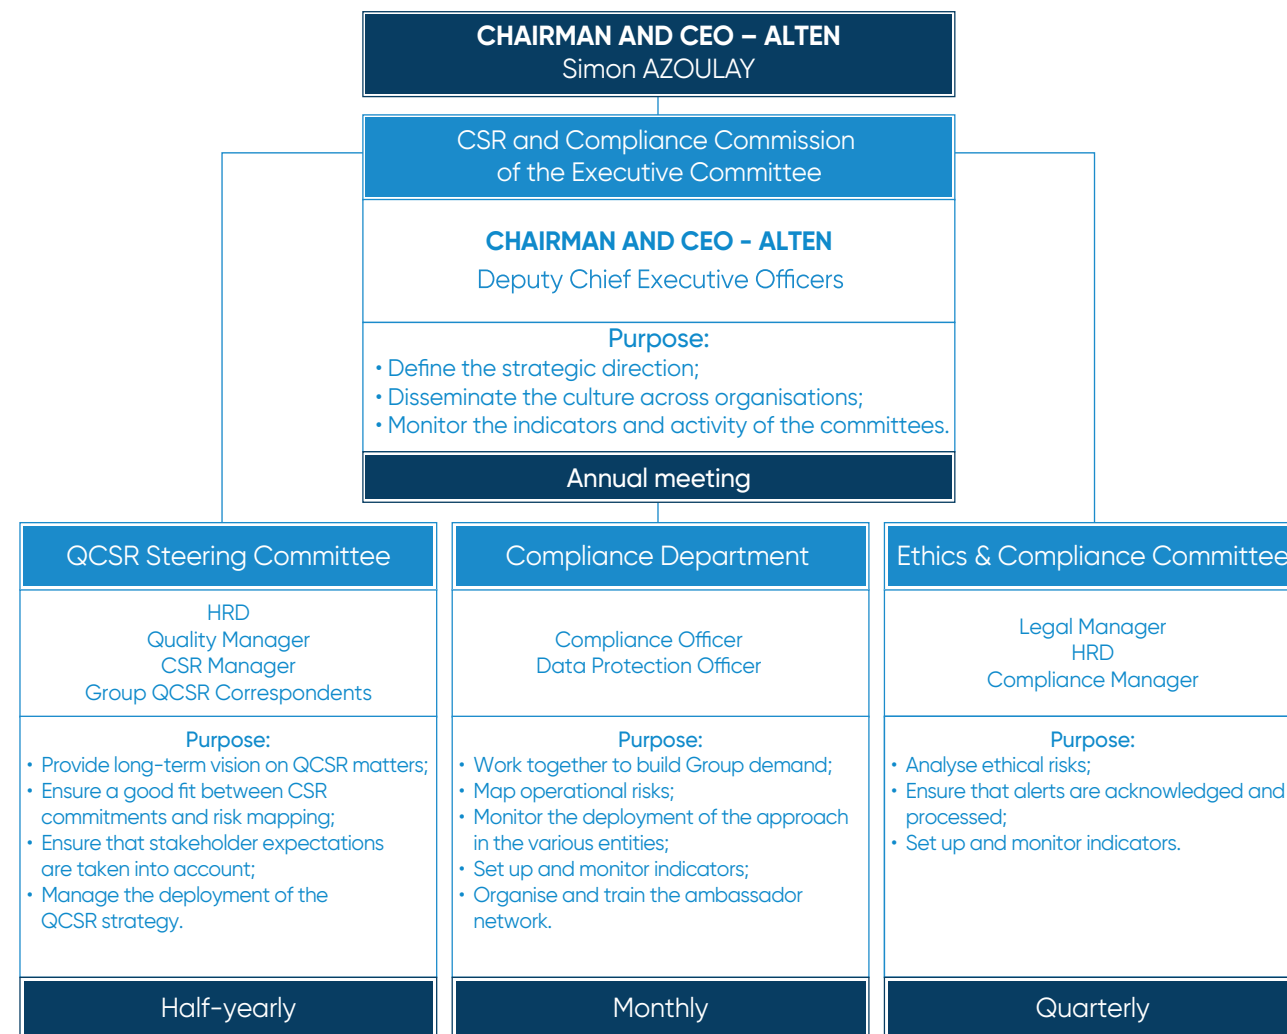 CHAIRMAN AND CEO – ALTEN
Simon AZOULAY
CSR and Compliance Commission
of the Executive Committee
CHAIRMAN AND CEO - ALTEN
Deputy Chief Executive Officers
Purpose:
• Define the strategic direction;
• Disseminate the culture across organisations;
• Monitor the indicators and activity of the committees.
Annual meeting
QCSR Steering Committee
HRD
Quality Manager
CSR Manager
Group QCSR Correspondents
Purpose:
• Provide long-term vision on QCSR matters;
• Ensure a good fit between CSR
commitments and risk mapping;
• Ensure that stakeholder expectations
are taken into account;
• Manage the deployment of the
QCSR strategy.
Half-yearly
Compliance Department
Compliance Officer
Data Protection Officer
Purpose:
• Work together to build Group demand;
• Map operational risks;
• Monitor the deployment of the approach
in the various entities;
• Set up and monitor indicators;
• Organise and train the ambassador
network.
Monthly
Ethics & Compliance Committee
Legal Manager
HRD
Compliance Manager
Purpose:
• Analyse ethical risks;
• Ensure that alerts are acknowledged and
processed;
• Set up and monitor indicators.
Quarterly